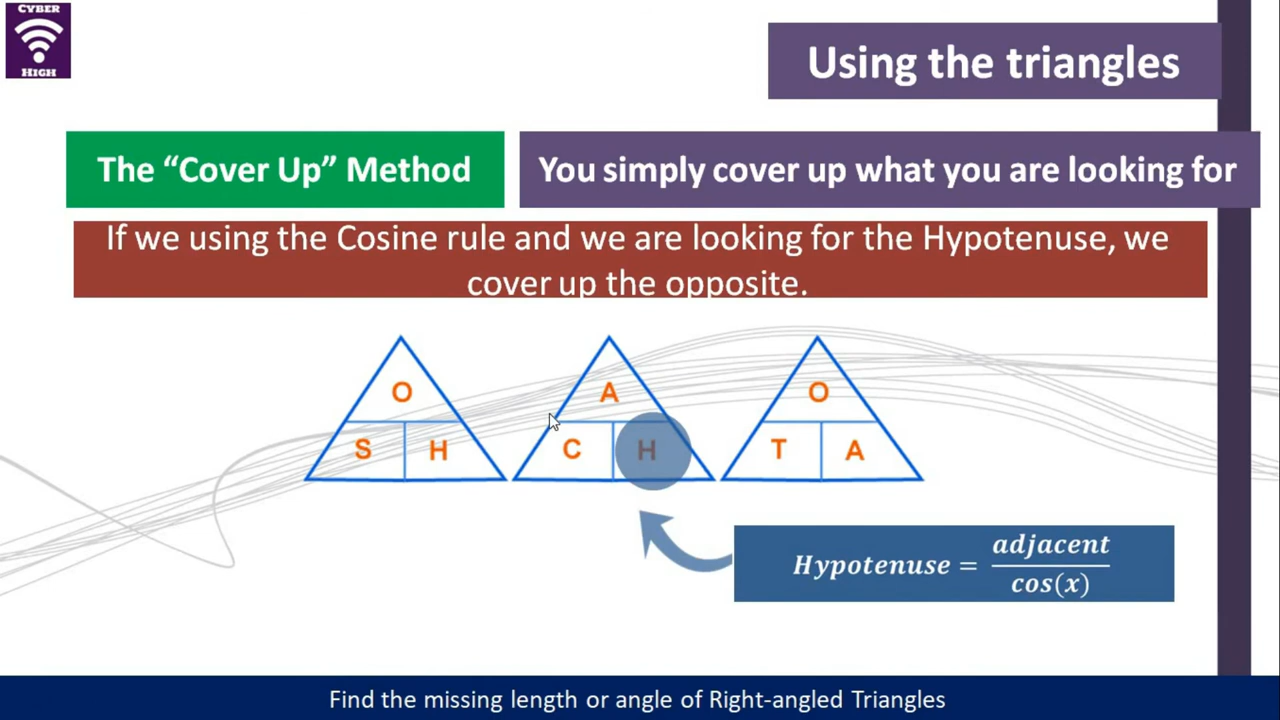 CYBER
HIGH
Using the triangles
The “Cover Up” Method
You simply cover up what you are looking for
If we using the Cosine rule and we are looking for the Hypotenuse, we
cover up the opposite.
O
S H
A
C H
O
T A
Hypotenuse = adjacent / cos(x)
Find the missing length or angle of Right-angled Triangles